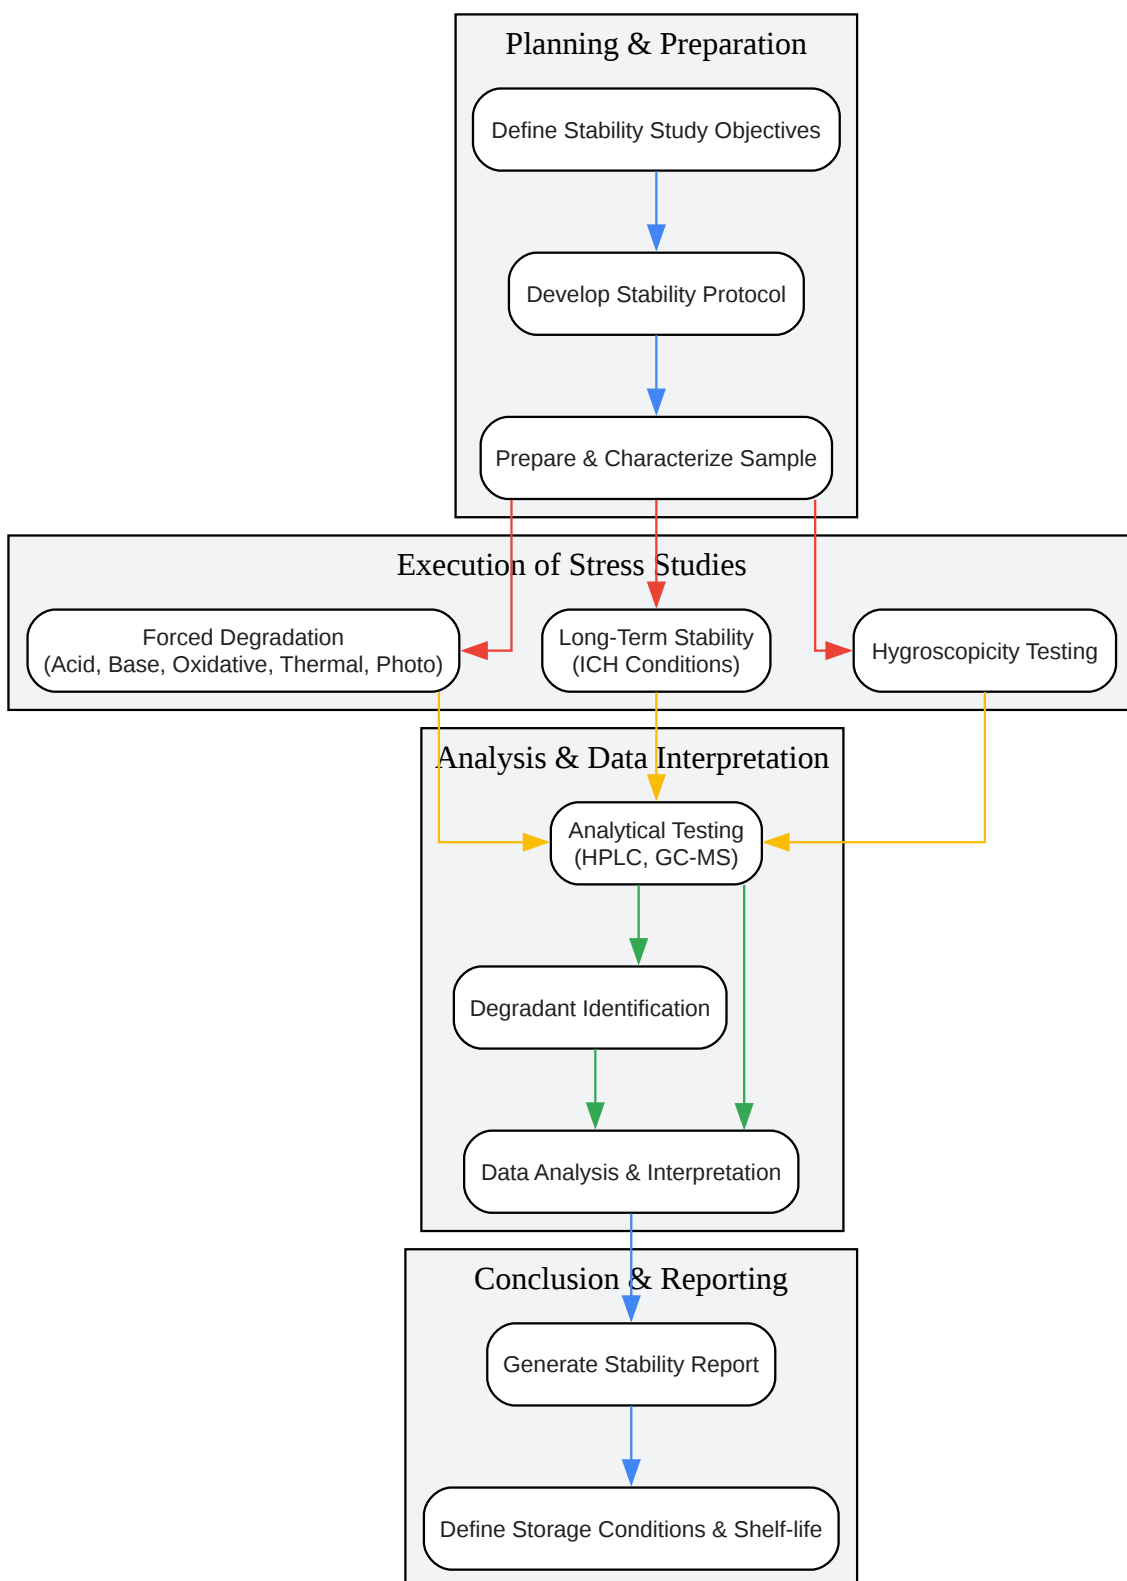 Planning & Preparation
Define Stability Study Objectives
Develop Stability Protocol
Prepare & Characterize Sample
Execution of Stress Studies
Forced Degradation
(Acid, Base, Oxidative, Thermal, Photo)
Long-Term Stability
(ICH Conditions)
Hygroscopicity Testing
Analysis & Data Interpretation
Analytical Testing
(HPLC, GC-MS)
Degradant Identification
Data Analysis & Interpretation
Conclusion & Reporting
Generate Stability Report
Define Storage Conditions & Shelf-life